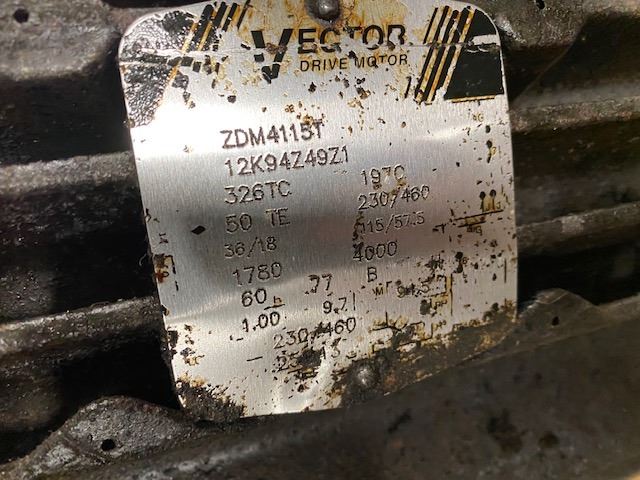 VECTOR
DRIVE MOTOR
ZDM4115T
12K94Z49Z1
326TC 197C
50 TE 230/460
36/18 115/57.5
1780 4000
60 .77 B
1.00 9.71
230/460